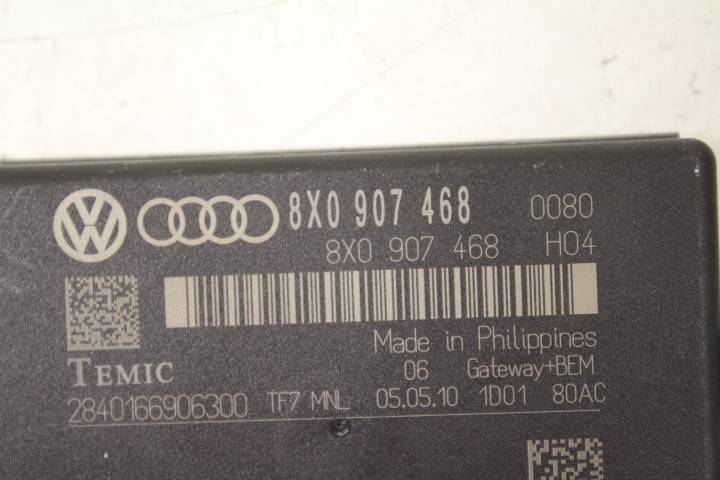 8X0 907 468 0080
8X0 907 468 H04
Made in Philippines
TEMIC 06 Gateway+BEM
2840166906300 TF7 MNL 05.05.10 1D01 80AC